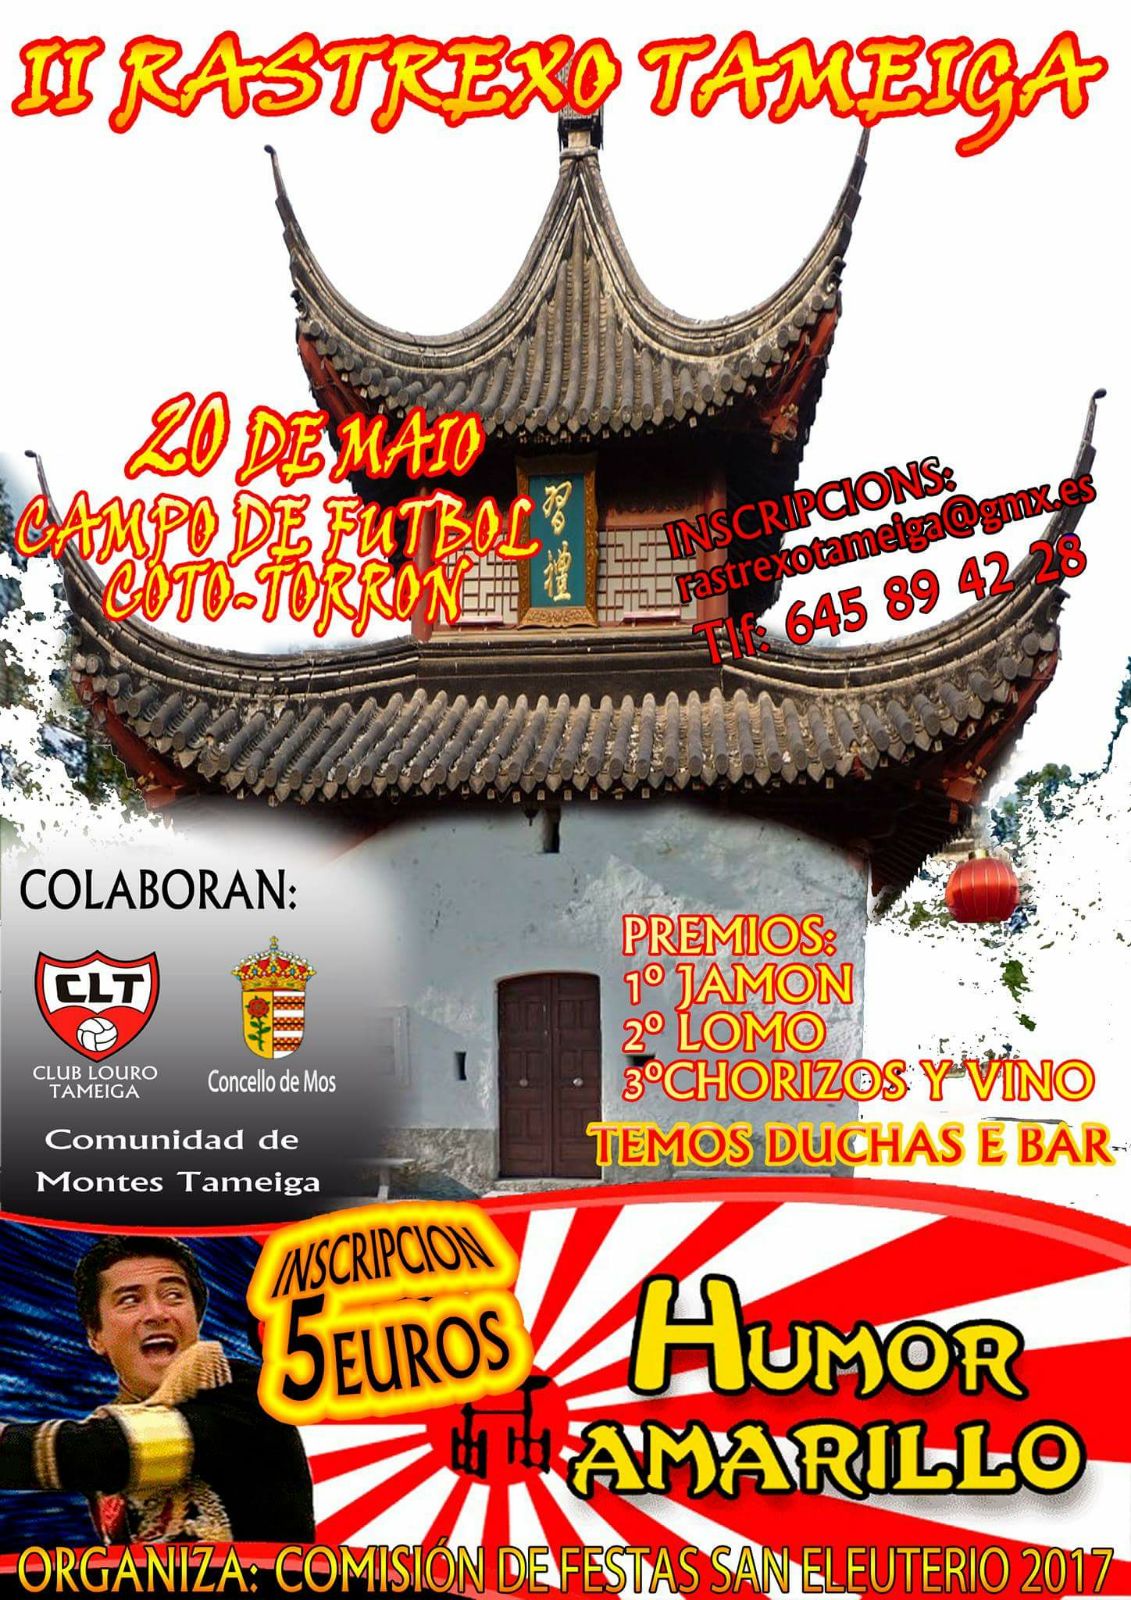 II RASTREXO TAMEIGA
20 DE MAIO
CAMPO DE FUTBOL
COTO-TORRON
習禮
INSCRIPCIONS:
rastrexotameiga@gmx.es
Tlf: 645 89 42 28
COLABORAN:
CLT
CLUB LOURO
TAMEIGA
Concello de Mos
Comunidad de
Montes Tameiga
PREMIOS:
1º JAMON
2º LOMO
3ºCHORIZOS Y VINO
TEMOS DUCHAS E BAR
INSCRIPCION
5 EUROS
HUMOR
AMARILLO
ORGANIZA: COMISIÓN DE FESTAS SAN ELEUTERIO 2017